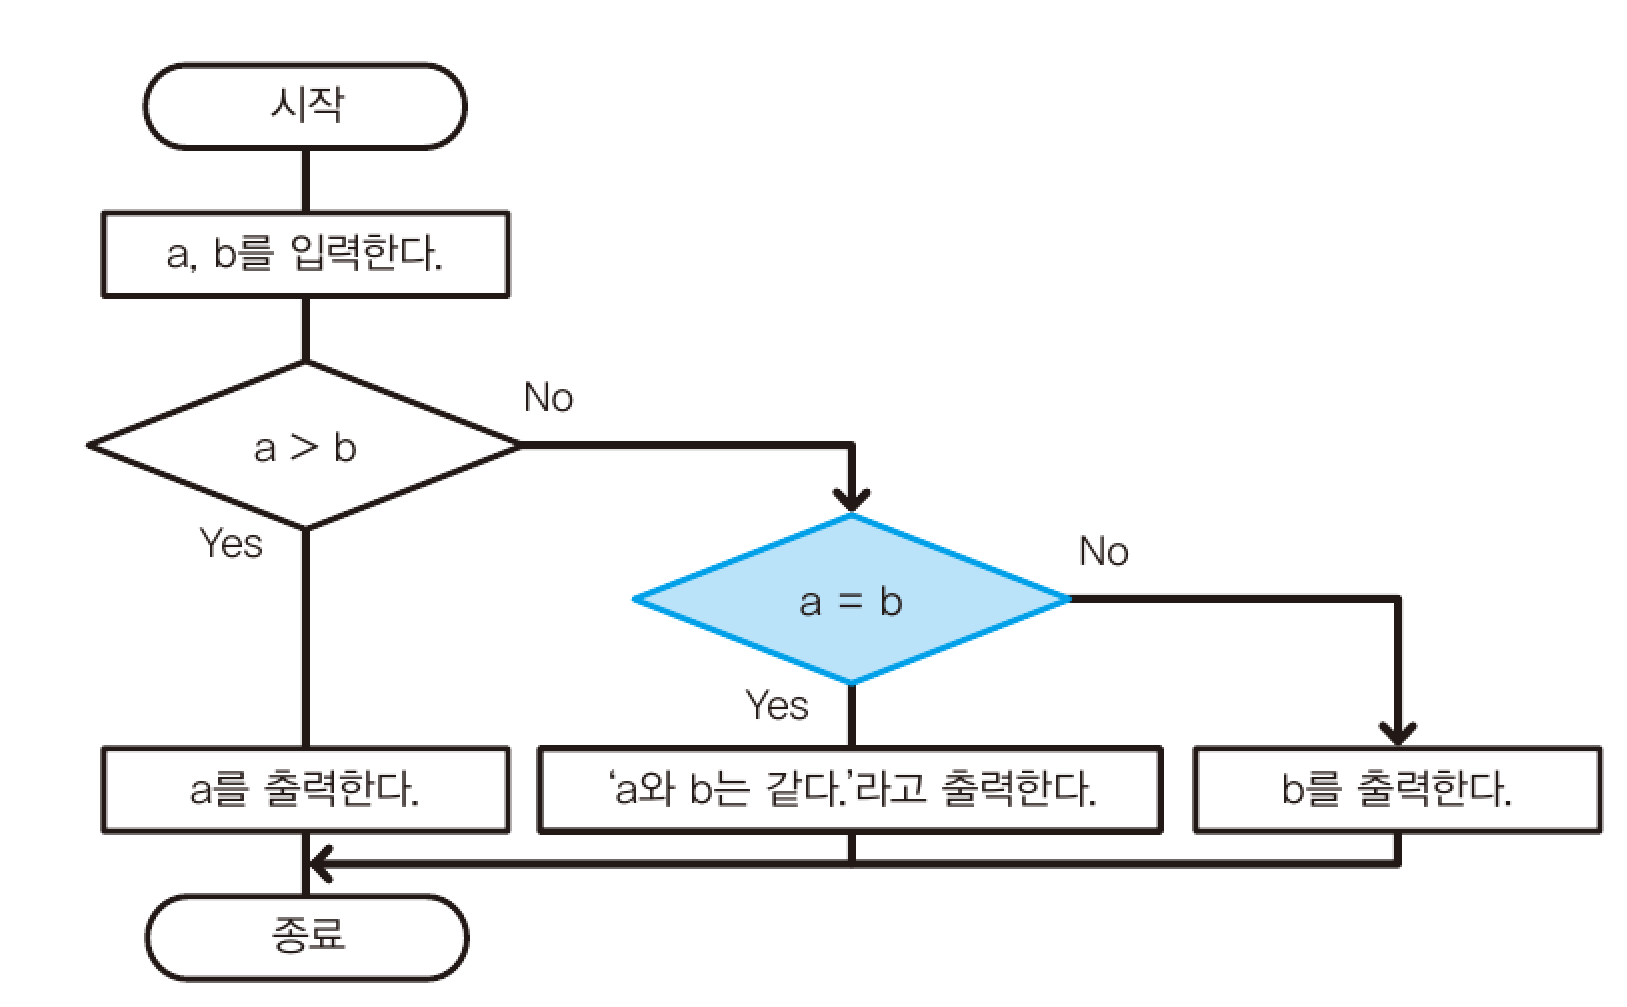 시작
a, b를 입력한다.
a > b
No
Yes
a = b
No
Yes
a를 출력한다.
‘a와 b는 같다.’라고 출력한다.
b를 출력한다.
종료